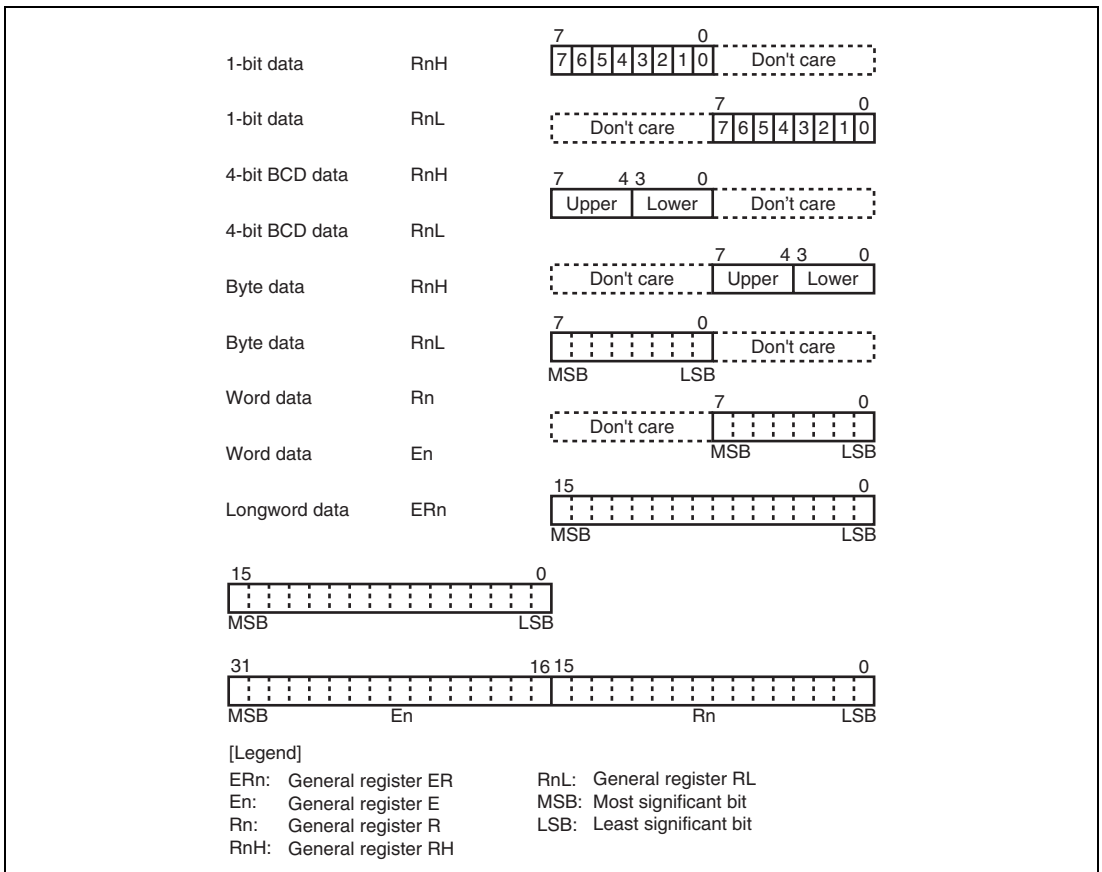 7 0
1-bit data RnH 7 6 5 4 3 2 1 0 Don't care
7 0
1-bit data RnL Don't care 7 6 5 4 3 2 1 0
4-bit BCD data RnH 7 4 3 0
Upper Lower Don't care
4-bit BCD data RnL
7 4 3 0
Byte data RnH Don't care Upper Lower
7 0
Byte data RnL Don't care
MSB LSB
Word data Rn 7 0
Don't care
MSB LSB
Word data En
15 0
Longword data ERn
MSB LSB
15 0
MSB LSB
31 16 15 0
MSB En Rn LSB
[Legend]
ERn: General register ER RnL: General register RL
En: General register E MSB: Most significant bit
Rn: General register R LSB: Least significant bit
RnH: General register RH